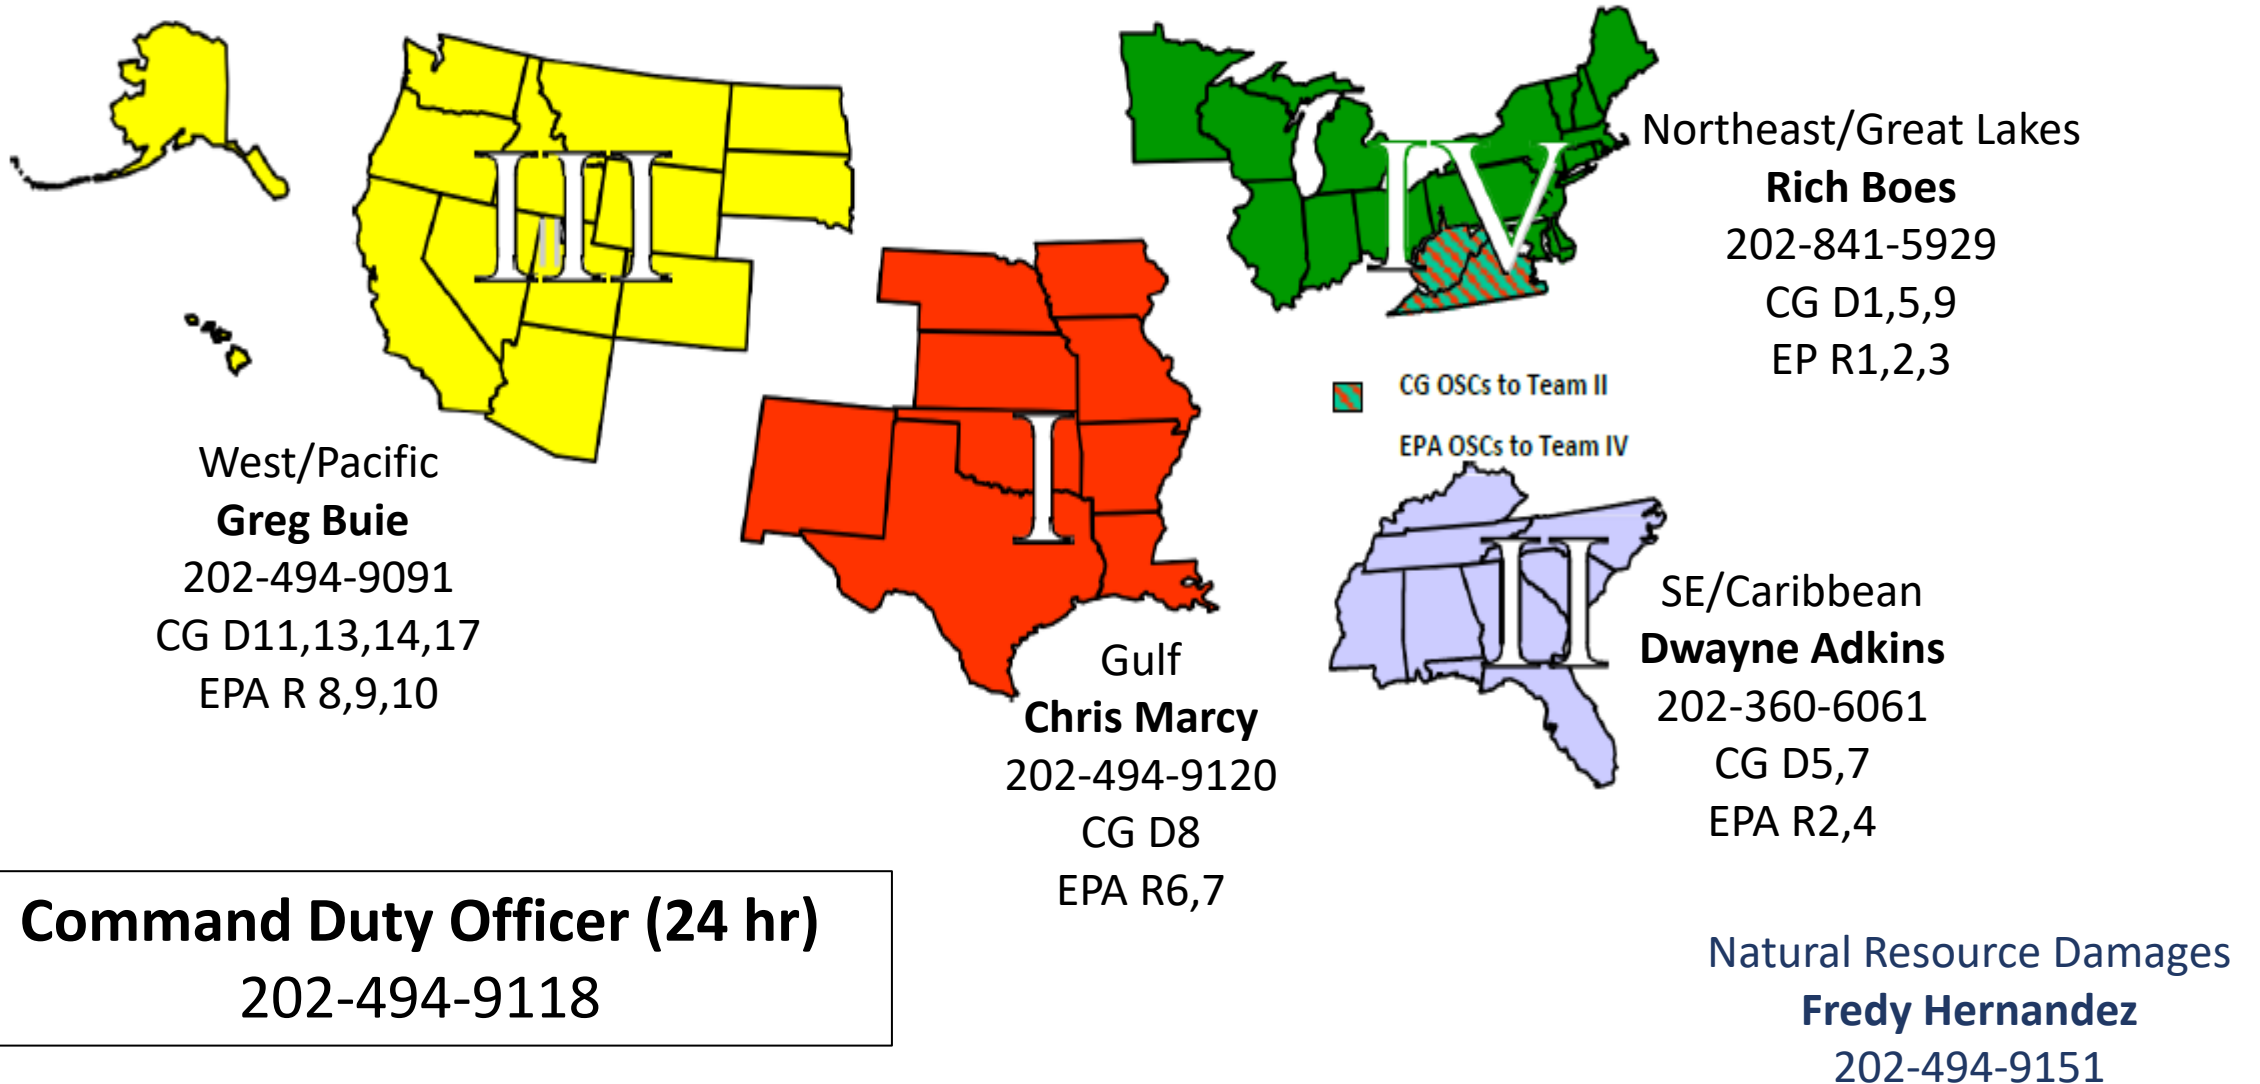 III
IV
Northeast/Great Lakes
Rich Boes
202-841-5929
CG D1,5,9
EP R1,2,3
CG OSCs to Team II
EPA OSCs to Team IV
West/Pacific
Greg Buie
202-494-9091
CG D11,13,14,17
EPA R 8,9,10
I
Gulf
Chris Marcy
202-494-9120
CG D8
EPA R6,7
II
SE/Caribbean
Dwayne Adkins
202-360-6061
CG D5,7
EPA R2,4
Command Duty Officer (24 hr)
202-494-9118
Natural Resource Damages
Fredy Hernandez
202-494-9151